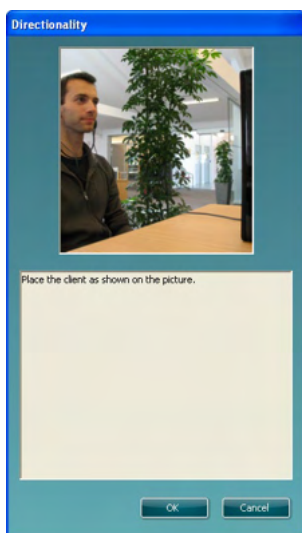 Directionality
Place the client as shown on the picture.
OK
Cancel